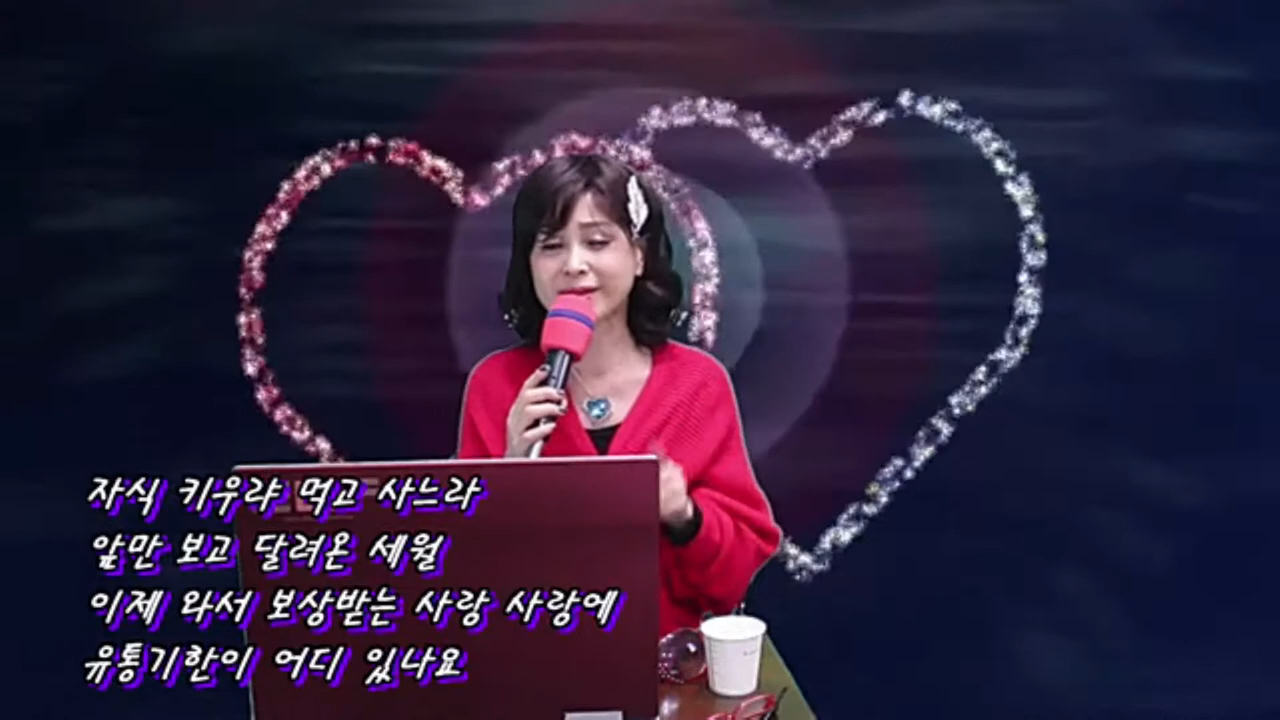 자식 키우랴 먹고 사느라
앞만 보고 달려온 세월
이제 와서 보상받는 사랑 사랑에
유통기한이 어디 있나요